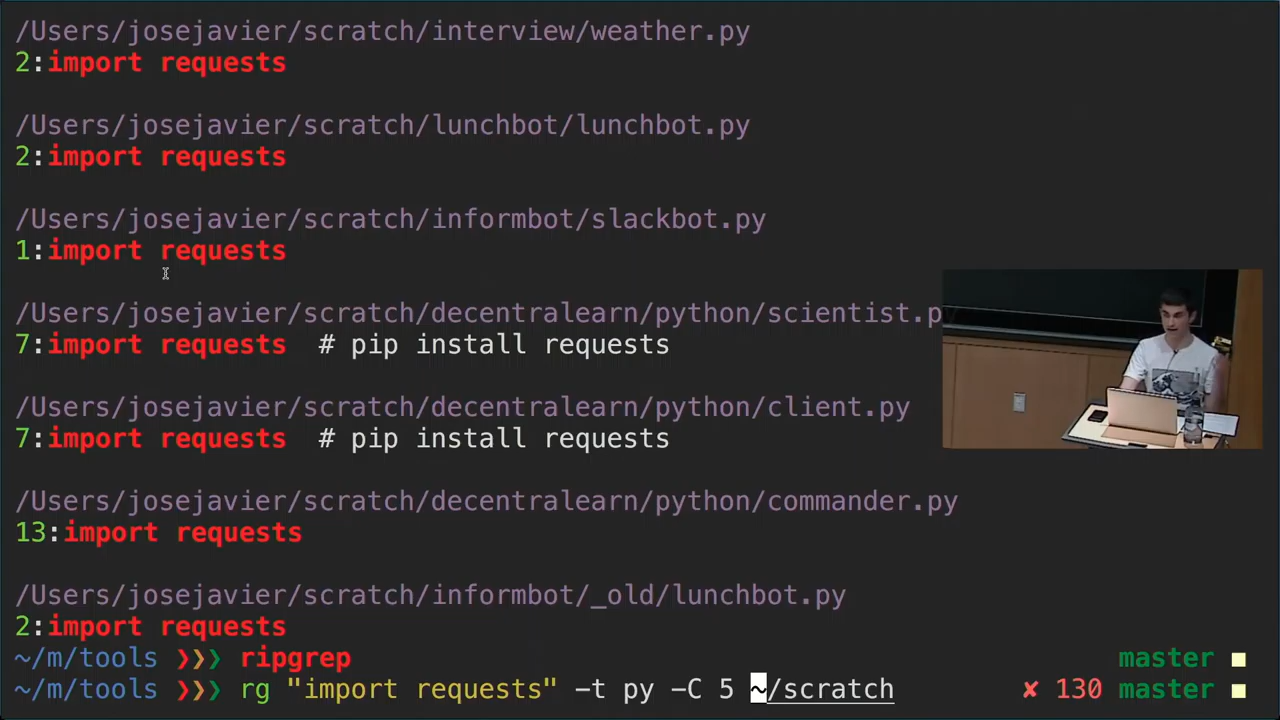 /Users/josejavier/scratch/interview/weather.py
2:import requests
/Users/josejavier/scratch/lunchbot/lunchbot.py
2:import requests
/Users/josejavier/scratch/informbot/slackbot.py
1:import requests
/Users/josejavier/scratch/decentralearn/python/scientist.p
7:import requests  # pip install requests
/Users/josejavier/scratch/decentralearn/python/client.py
7:import requests  # pip install requests
/Users/josejavier/scratch/decentralearn/python/commander.py
13:import requests
/Users/josejavier/scratch/informbot/_old/lunchbot.py
2:import requests
~/m/tools ❯❯❯ ripgrep master ■
~/m/tools ❯❯❯ rg "import requests" -t py -C 5 ~/scratch ✘ 130 master ■